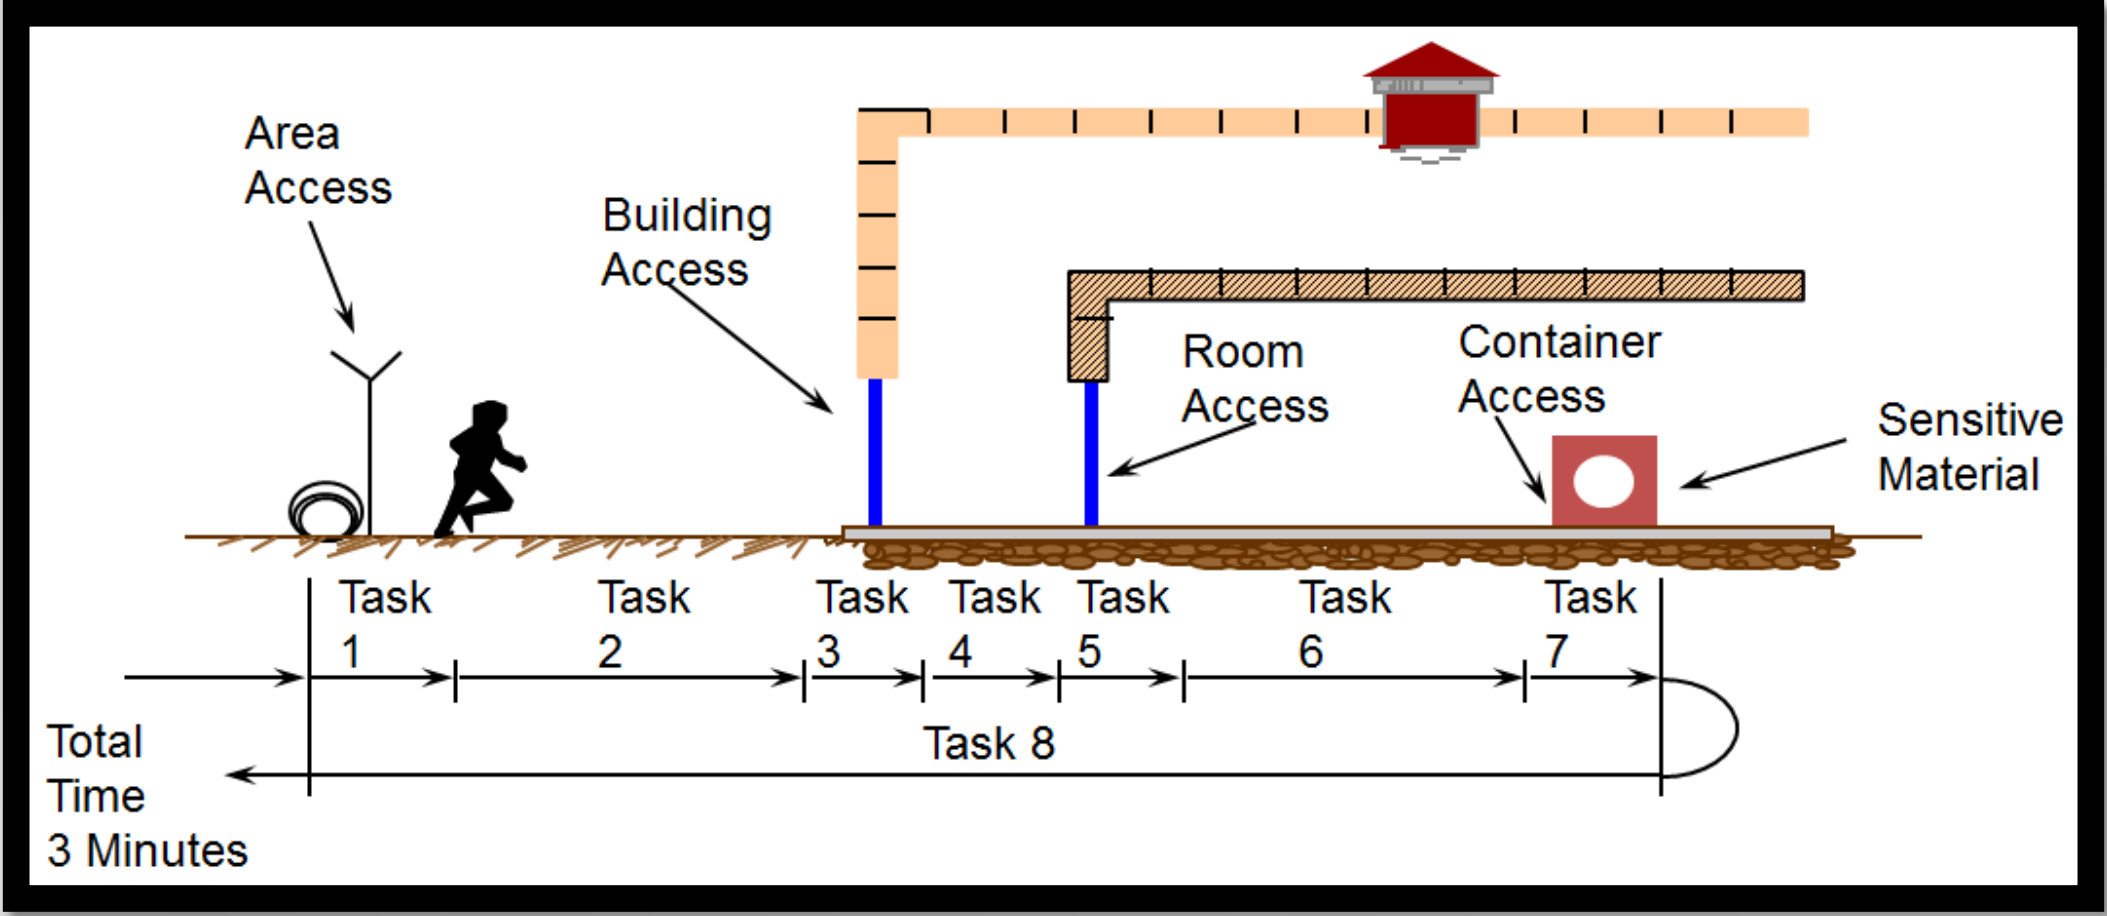 Area
Access
Building
Access
Room
Access
Container
Access
Sensitive
Material
Task
1
Task
2
Task
3
Task
4
Task
5
Task
6
Task
7
Task 8
Total
Time
3 Minutes